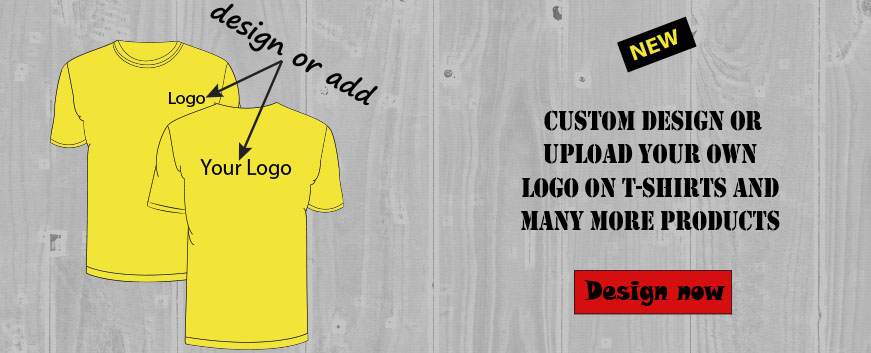 design or add
Logo
Your Logo
NEW
CUSTOM DESIGN OR
UPLOAD YOUR OWN
LOGO ON T-SHIRTS AND
MANY MORE PRODUCTS
Design now